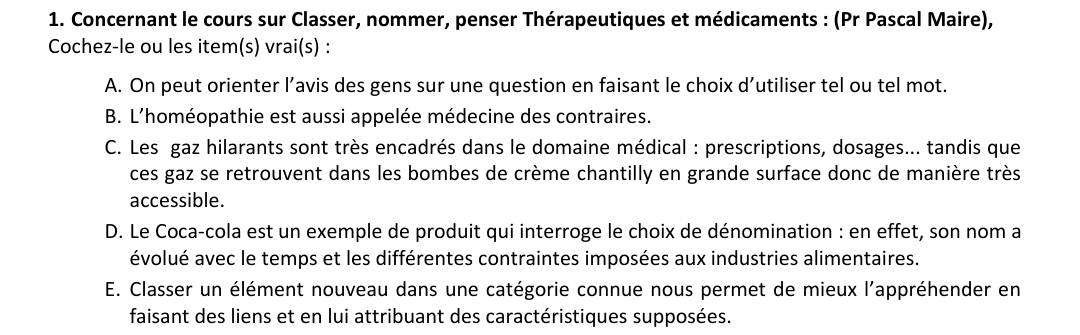 1. Concernant le cours sur Classer, nommer, penser Thérapeutiques et médicaments : (Pr Pascal Maire),
Cochez-le ou les item(s) vrai(s) :
A. On peut orienter l’avis des gens sur une question en faisant le choix d’utiliser tel ou tel mot.
B. L’homéopathie est aussi appelée médecine des contraires.
C. Les gaz hilarants sont très encadrés dans le domaine médical : prescriptions, dosages... tandis que
ces gaz se retrouvent dans les bombes de crème chantilly en grande surface donc de manière très
accessible.
D. Le Coca-cola est un exemple de produit qui interroge le choix de dénomination : en effet, son nom a
évolué avec le temps et les différentes contraintes imposées aux industries alimentaires.
E. Classer un élément nouveau dans une catégorie connue nous permet de mieux l’appréhender en
faisant des liens et en lui attribuant des caractéristiques supposées.